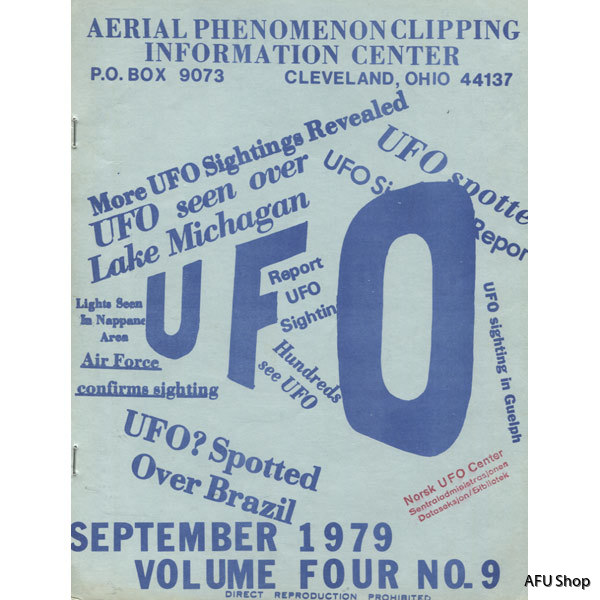 AERIAL PHENOMENON CLIPPING
INFORMATION CENTER
P.O. BOX 9073 CLEVELAND, OHIO 44137
More UFO Sightings Revealed
UFO seen over
Lake Michagan
UFO spotte
UFO Si
Repor
UFO
Report
UFO
Sightin
Lights Seen
In Nappane
Area
Air Force
confirms sighting
Hundreds
see UFO
UFO sighting in Guelph
UFO? Spotted
Over Brazil
Norsk UFO Center
Sentraladministrasjonen
Dataseksjon/Bibliotek
SEPTEMBER 1979
VOLUME FOUR NO. 9
DIRECT REPRODUCTION PROHIBITED
AFU Shop